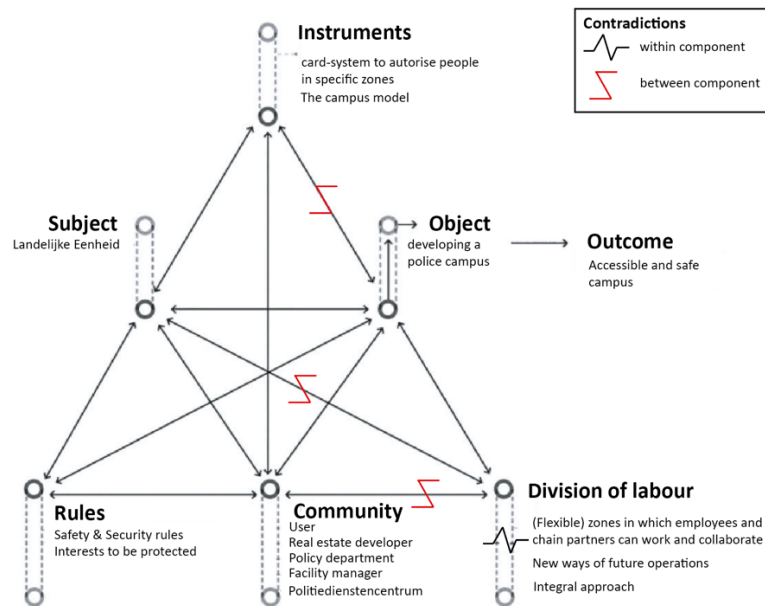 Instruments
card-system to autorise people
in specific zones
The campus model
Contradictions
within component
between component
Subject
Landelijke Eenheid
Object
developing a
police campus
Outcome
Accessible and safe
campus
Rules
Safety & Security rules
Interests to be protected
Community
User
Real estate developer
Policy department
Facility manager
Politiedienstencentrum
Division of labour
(Flexible) zones in which employees and
chain partners can work and collaborate
New ways of future operations
Integral approach